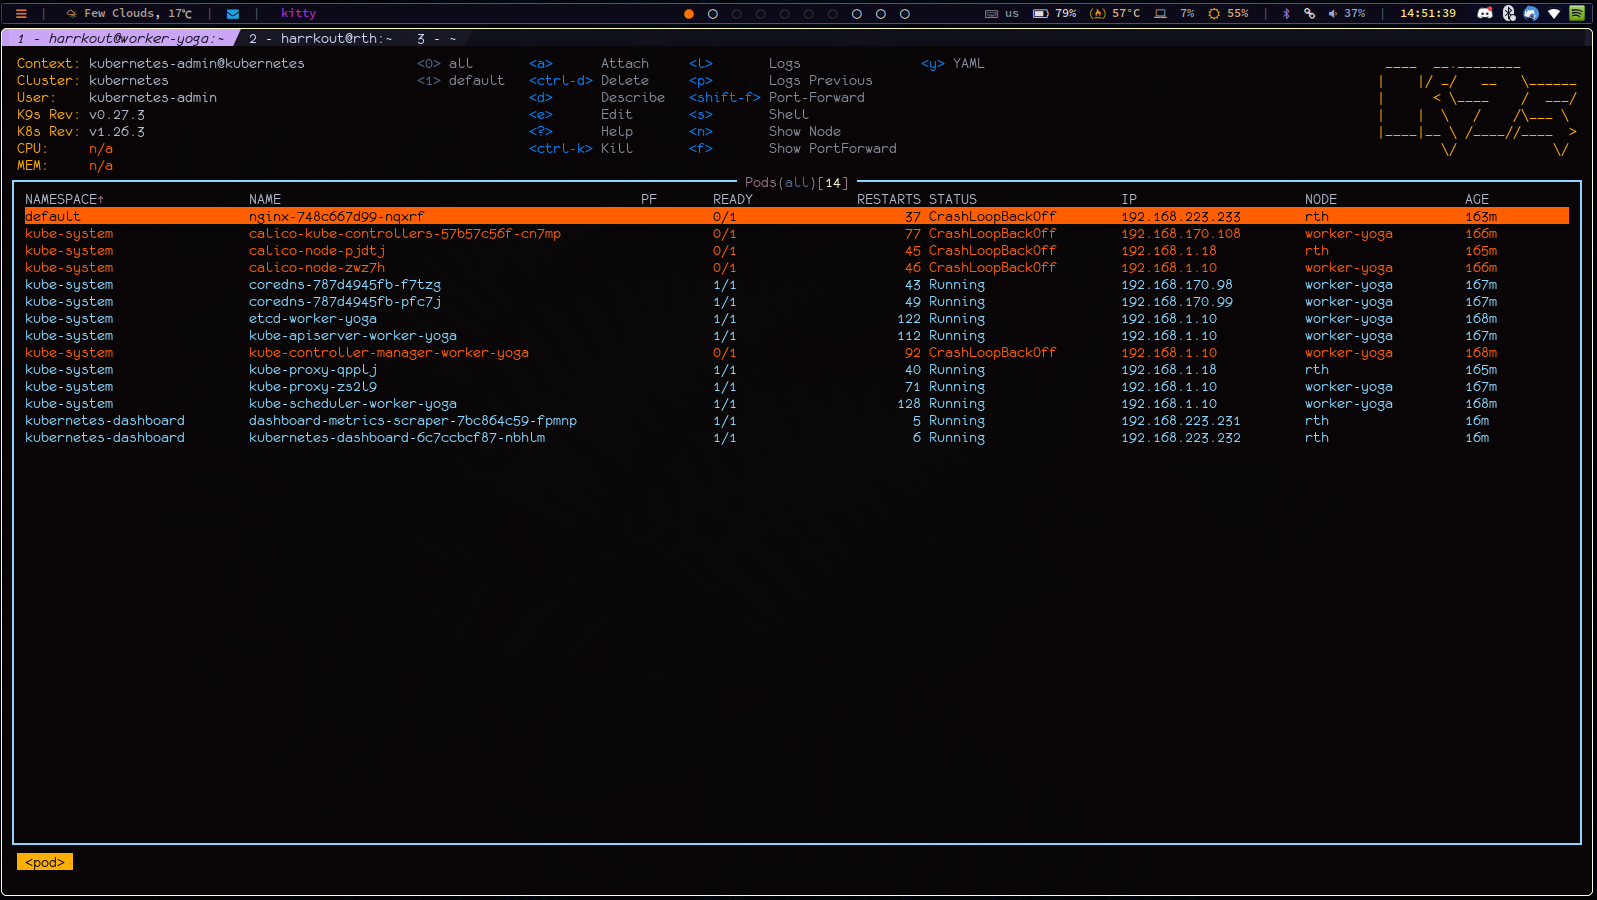 Few Clouds, 17℃ | kitty us 79% 57°C 7% 55% 37% 14:51:39
1 - harrkout@worker-yoga:~ 2 - harrkout@rth:~ 3 - ~
Context: kubernetes-admin@kubernetes <0> all <a> Attach <l> Logs <y> YAML
Cluster: kubernetes <1> default <ctrl-d> Delete <p> Logs Previous
User: kubernetes-admin <d> Describe <shift-f> Port-Forward
K9s Rev: v0.27.3 <e> Edit <s> Shell
K8s Rev: v1.26.3 <?> Help <n> Show Node
CPU: n/a <ctrl-k> Kill <f> Show PortForward
MEM: n/a
Pods(all)[14]
NAMESPACE↑ NAME PF READY RESTARTS STATUS IP NODE AGE
default nginx-748c667d99-nqxrf 0/1 37 CrashLoopBackOff 192.168.223.233 rth 163m
kube-system calico-kube-controllers-57b57c56f-cn7mp 0/1 77 CrashLoopBackOff 192.168.170.108 worker-yoga 166m
kube-system calico-node-pjdtj 0/1 45 CrashLoopBackOff 192.168.1.18 rth 165m
kube-system calico-node-zwz7h 0/1 46 CrashLoopBackOff 192.168.1.10 worker-yoga 166m
kube-system coredns-787d4945fb-f7tzg 1/1 43 Running 192.168.170.98 worker-yoga 167m
kube-system coredns-787d4945fb-pfc7j 1/1 49 Running 192.168.170.99 worker-yoga 167m
kube-system etcd-worker-yoga 1/1 122 Running 192.168.1.10 worker-yoga 168m
kube-system kube-apiserver-worker-yoga 1/1 112 Running 192.168.1.10 worker-yoga 167m
kube-system kube-controller-manager-worker-yoga 0/1 92 CrashLoopBackOff 192.168.1.10 worker-yoga 168m
kube-system kube-proxy-qpplj 1/1 40 Running 192.168.1.18 rth 165m
kube-system kube-proxy-zs2l9 1/1 71 Running 192.168.1.10 worker-yoga 167m
kube-system kube-scheduler-worker-yoga 1/1 128 Running 192.168.1.10 worker-yoga 168m
kubernetes-dashboard dashboard-metrics-scraper-7bc864c59-fpmnp 1/1 5 Running 192.168.223.231 rth 16m
kubernetes-dashboard kubernetes-dashboard-6c7ccbcf87-nbhlm 1/1 6 Running 192.168.223.232 rth 16m
<pod>